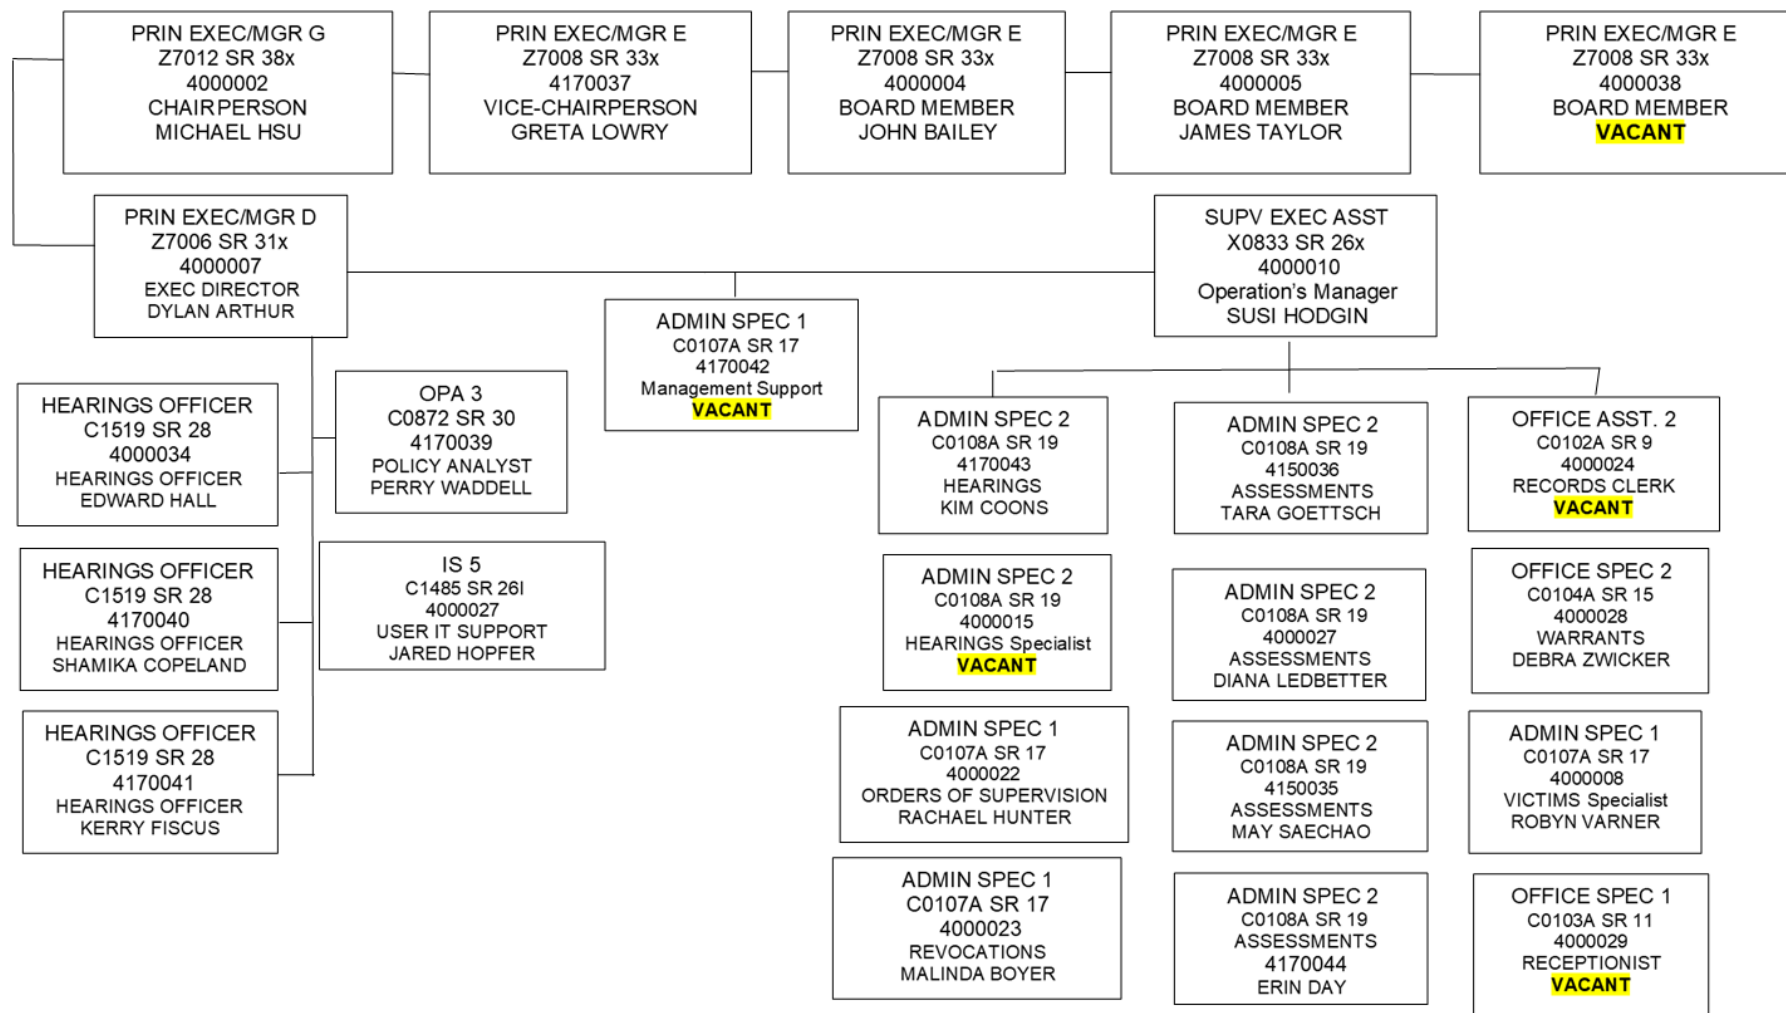 PRIN EXEC/MGR G
Z7012 SR 38x
4000002
CHAIRPERSON
MICHAEL HSU
PRIN EXEC/MGR E
Z7008 SR 33x
4170037
VICE-CHAIRPERSON
GRETA LOWRY
PRIN EXEC/MGR E
Z7008 SR 33x
4000004
BOARD MEMBER
JOHN BAILEY
PRIN EXEC/MGR E
Z7008 SR 33x
4000005
BOARD MEMBER
JAMES TAYLOR
PRIN EXEC/MGR E
Z7008 SR 33x
4000038
BOARD MEMBER
VACANT
PRIN EXEC/MGR D
Z7006 SR 31x
4000007
EXEC DIRECTOR
DYLAN ARTHUR
SUPV EXEC ASST
X0833 SR 26x
4000010
Operation's Manager
SUSI HODGIN
ADMIN SPEC 1
C0107A SR 17
4170042
Management Support
VACANT
HEARINGS OFFICER
C1519 SR 28
4000034
HEARINGS OFFICER
EDWARD HALL
OPA 3
C0872 SR 30
4170039
POLICY ANALYST
PERRY WADDELL
HEARINGS OFFICER
C1519 SR 28
4170040
HEARINGS OFFICER
SHAMIKA COPELAND
IS 5
C1485 SR 26I
4000027
USER IT SUPPORT
JARED HOPFER
HEARINGS OFFICER
C1519 SR 28
4170041
HEARINGS OFFICER
KERRY FISCUS
ADMIN SPEC 2
C0108A SR 19
4170043
HEARINGS
KIM COONS
ADMIN SPEC 2
C0108A SR 19
4000015
HEARINGS Specialist
VACANT
ADMIN SPEC 1
C0107A SR 17
4000022
ORDERS OF SUPERVISION
RACHAEL HUNTER
ADMIN SPEC 1
C0107A SR 17
4000023
REVOCATIONS
MALINDA BOYER
ADMIN SPEC 2
C0108A SR 19
4150036
ASSESSMENTS
TARA GOETTSCH
ADMIN SPEC 2
C0108A SR 19
4000027
ASSESSMENTS
DIANA LEDBETTER
ADMIN SPEC 2
C0108A SR 19
4150035
ASSESSMENTS
MAY SAECHAO
ADMIN SPEC 2
C0108A SR 19
ASSESSMENTS
4170044
ERIN DAY
OFFICE ASST. 2
C0102A SR 9
4000024
RECORDS CLERK
VACANT
OFFICE SPEC 2
C0104A SR 15
4000028
WARRANTS
DEBRA ZWICKER
ADMIN SPEC 1
C0107A SR 17
4000008
VICTIMS Specialist
ROBYN VARNER
OFFICE SPEC 1
C0103A SR 11
4000029
RECEPTIONIST
VACANT